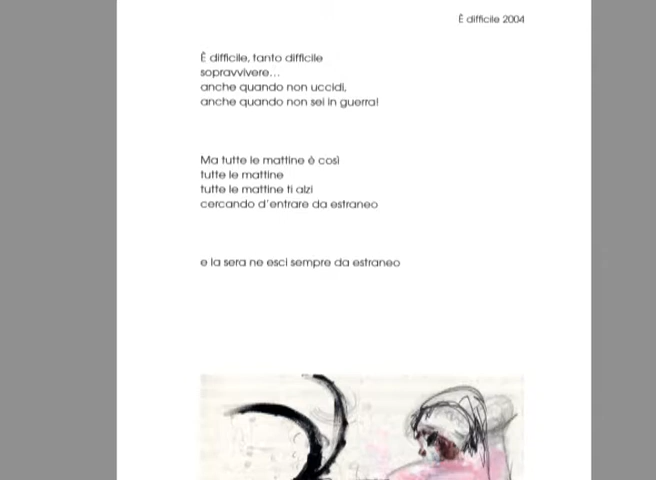 È difficile 2004
È difficile, tanto difficile
sopravvivere...
anche quando non uccidi,
anche quando non sei in guerra!
Ma tutte le mattine è così
tutte le mattine
tutte le mattine ti alzi
cercando d'entrare da estraneo
e la sera ne esci sempre da estraneo